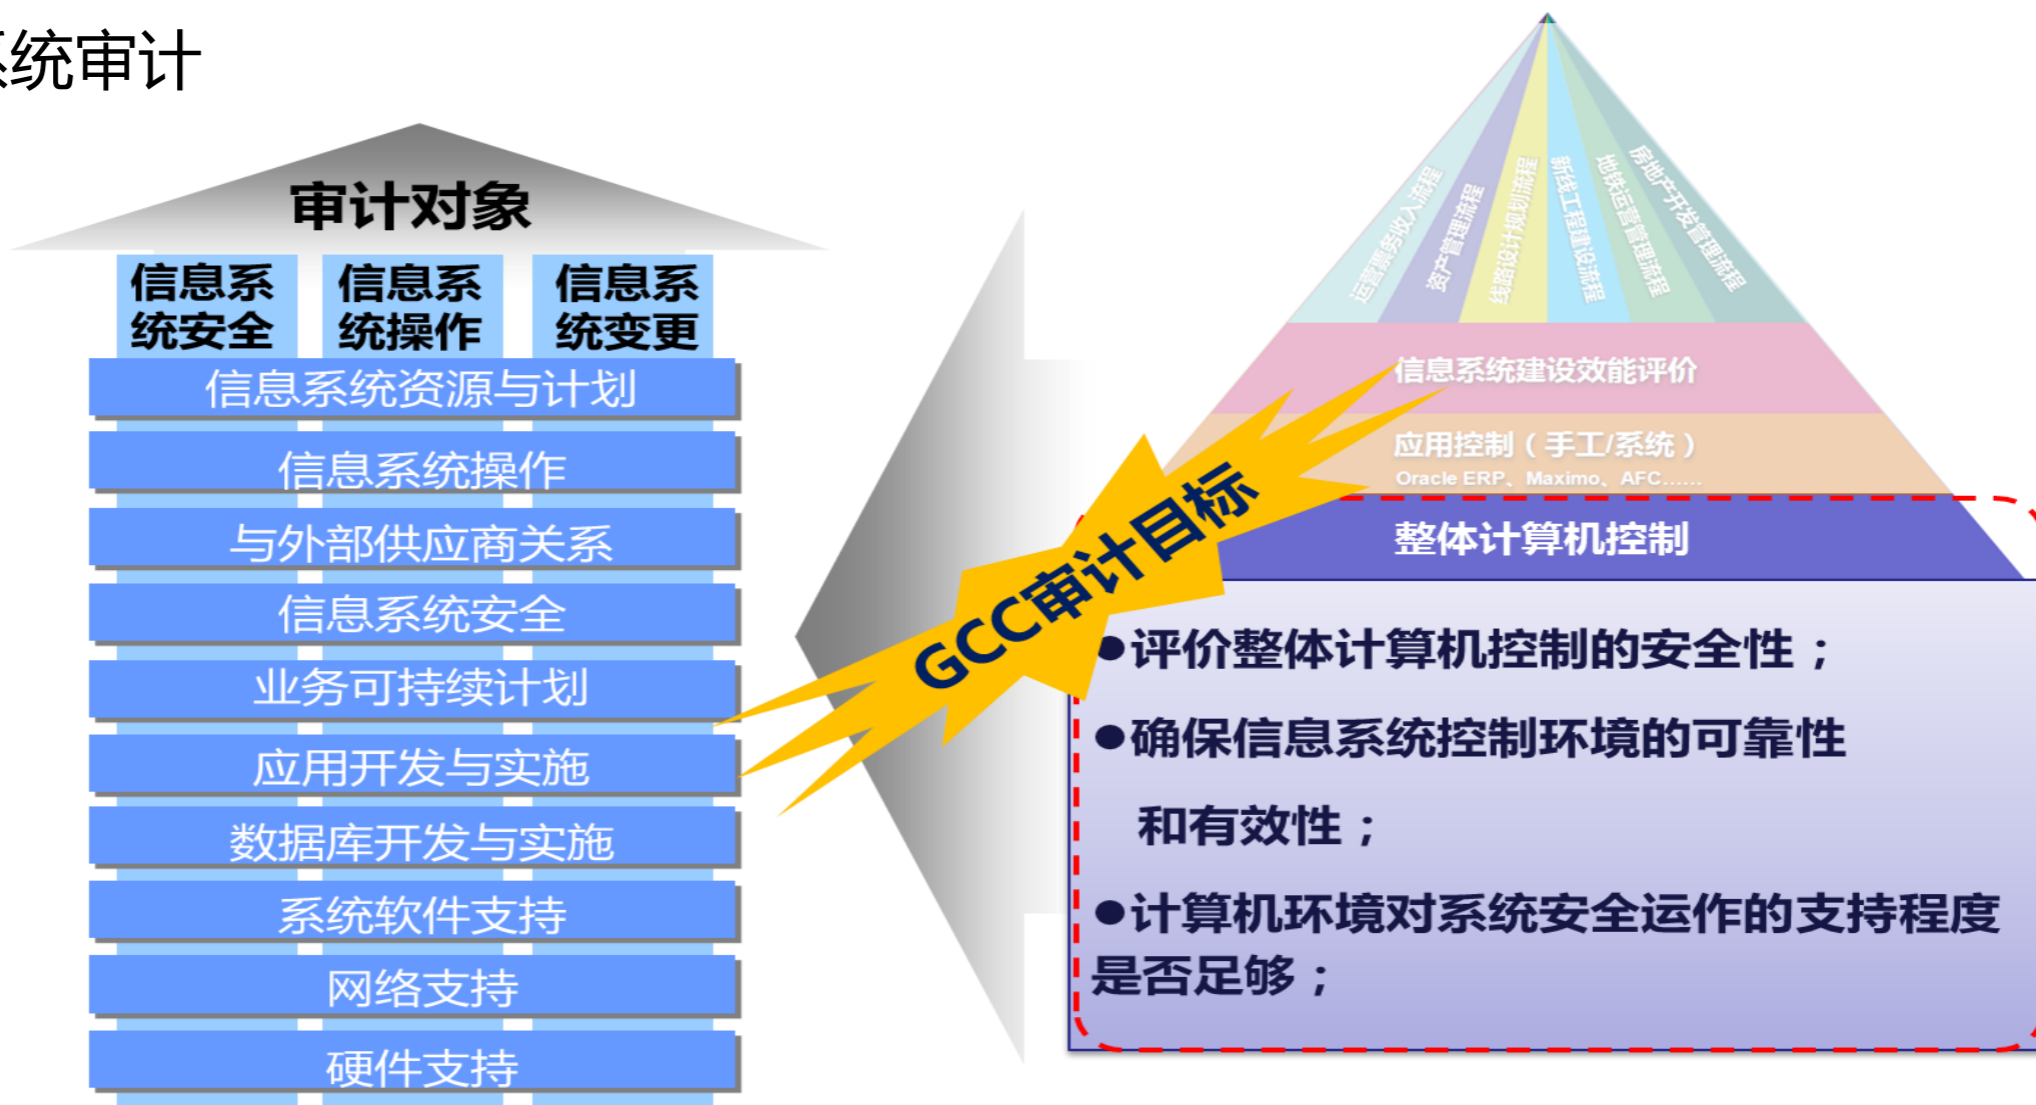 统审计
审计对象
信息系
统安全
信息系
统操作
信息系
统变更
信息系统资源与计划
信息系统操作
与外部供应商关系
信息系统安全
业务可持续计划
应用开发与实施
数据库开发与实施
系统软件支持
网络支持
硬件支持
GCC审计目标
运营票务收入流程
资产管理流程
线路设计规划流程
新线工程建设流程
地铁运营管理流程
房地产开发管理流程
信息系统建设效能评价
应用控制（手工/系统）
Oracle ERP、Maximo、AFC……
整体计算机控制
●评价整体计算机控制的安全性；
●确保信息系统控制环境的可靠性
和有效性；
●计算机环境对系统安全运作的支持程度
是否足够；